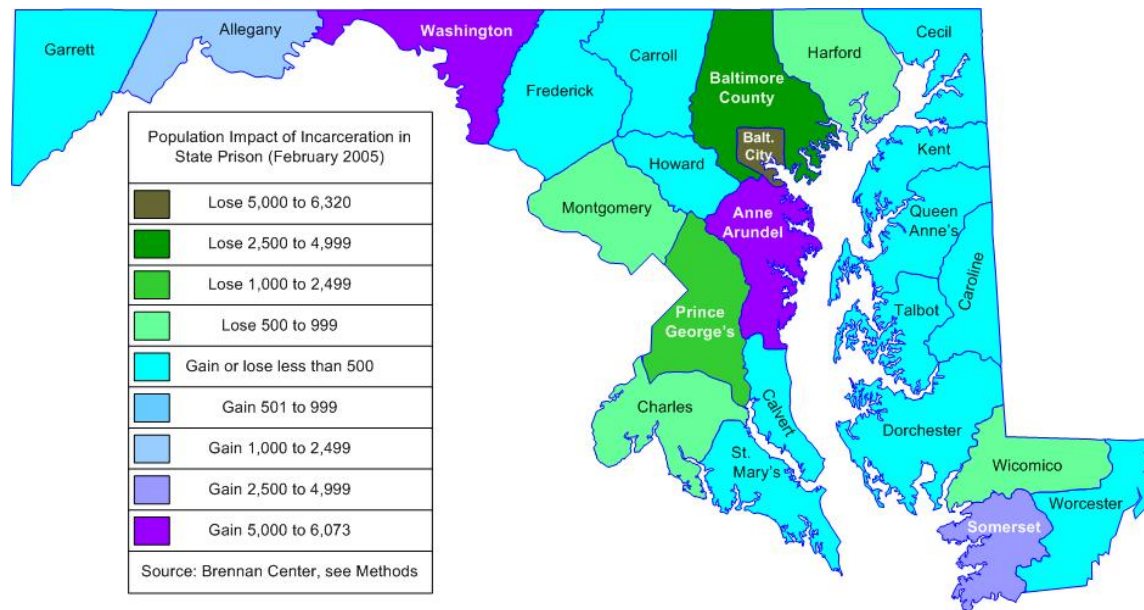 Garrett
Allegany
Washington
Frederick
Carroll
Baltimore
County
Balt.
City
Harford
Cecil
Howard
Kent
Montgomery
Anne
Arundel
Queen
Anne's
Caroline
Talbot
Prince
George's
Charles
Calvert
St.
Mary's
Dorchester
Wicomico
Worcester
Somerset
Population Impact of Incarceration in
State Prison (February 2005)
Lose 5,000 to 6,320
Lose 2,500 to 4,999
Lose 1,000 to 2,499
Lose 500 to 999
Gain or lose less than 500
Gain 501 to 999
Gain 1,000 to 2,499
Gain 2,500 to 4,999
Gain 5,000 to 6,073
Source: Brennan Center, see Methods